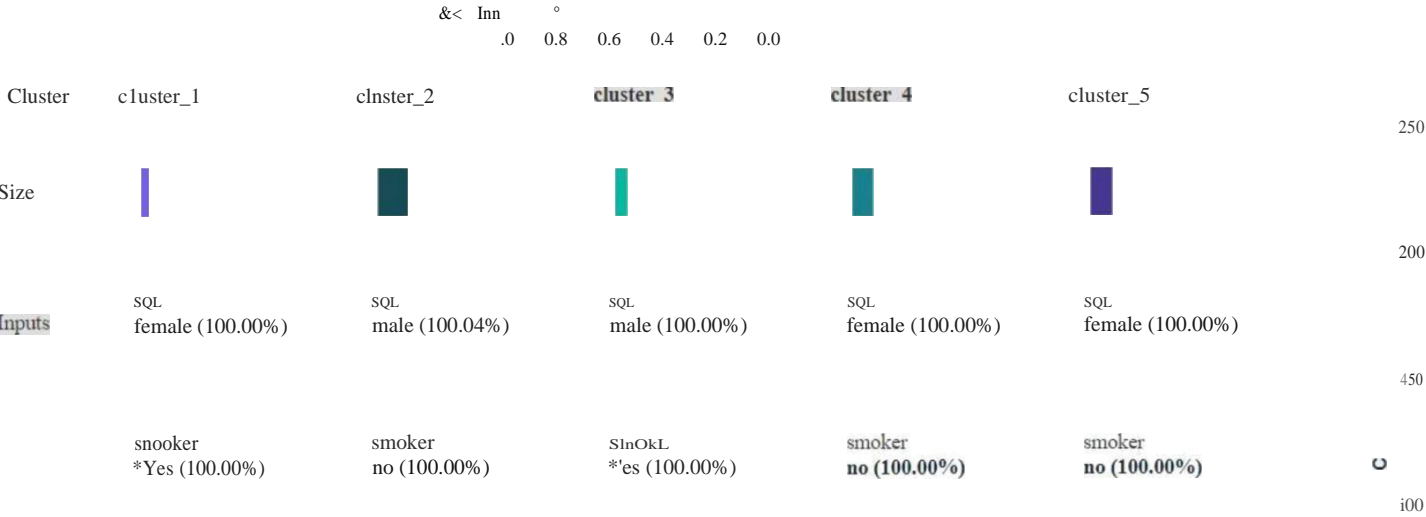 &< Inn °
.0 0.8 0.6 0.4 0.2 0.0
Cluster c1uster_1 clnster_2 cluster 3 cluster 4 cluster_5
250
Size
200
SQL SQL SQL SQL SQL
Inputs female (100.00%) male (100.04%) male (100.00%) female (100.00%) female (100.00%)
450
snooker smoker SlnOkL smoker smoker
*Yes (100.00%) no (100.00%) *'es (100.00%) no (100.00%) no (100.00%)
C
i00